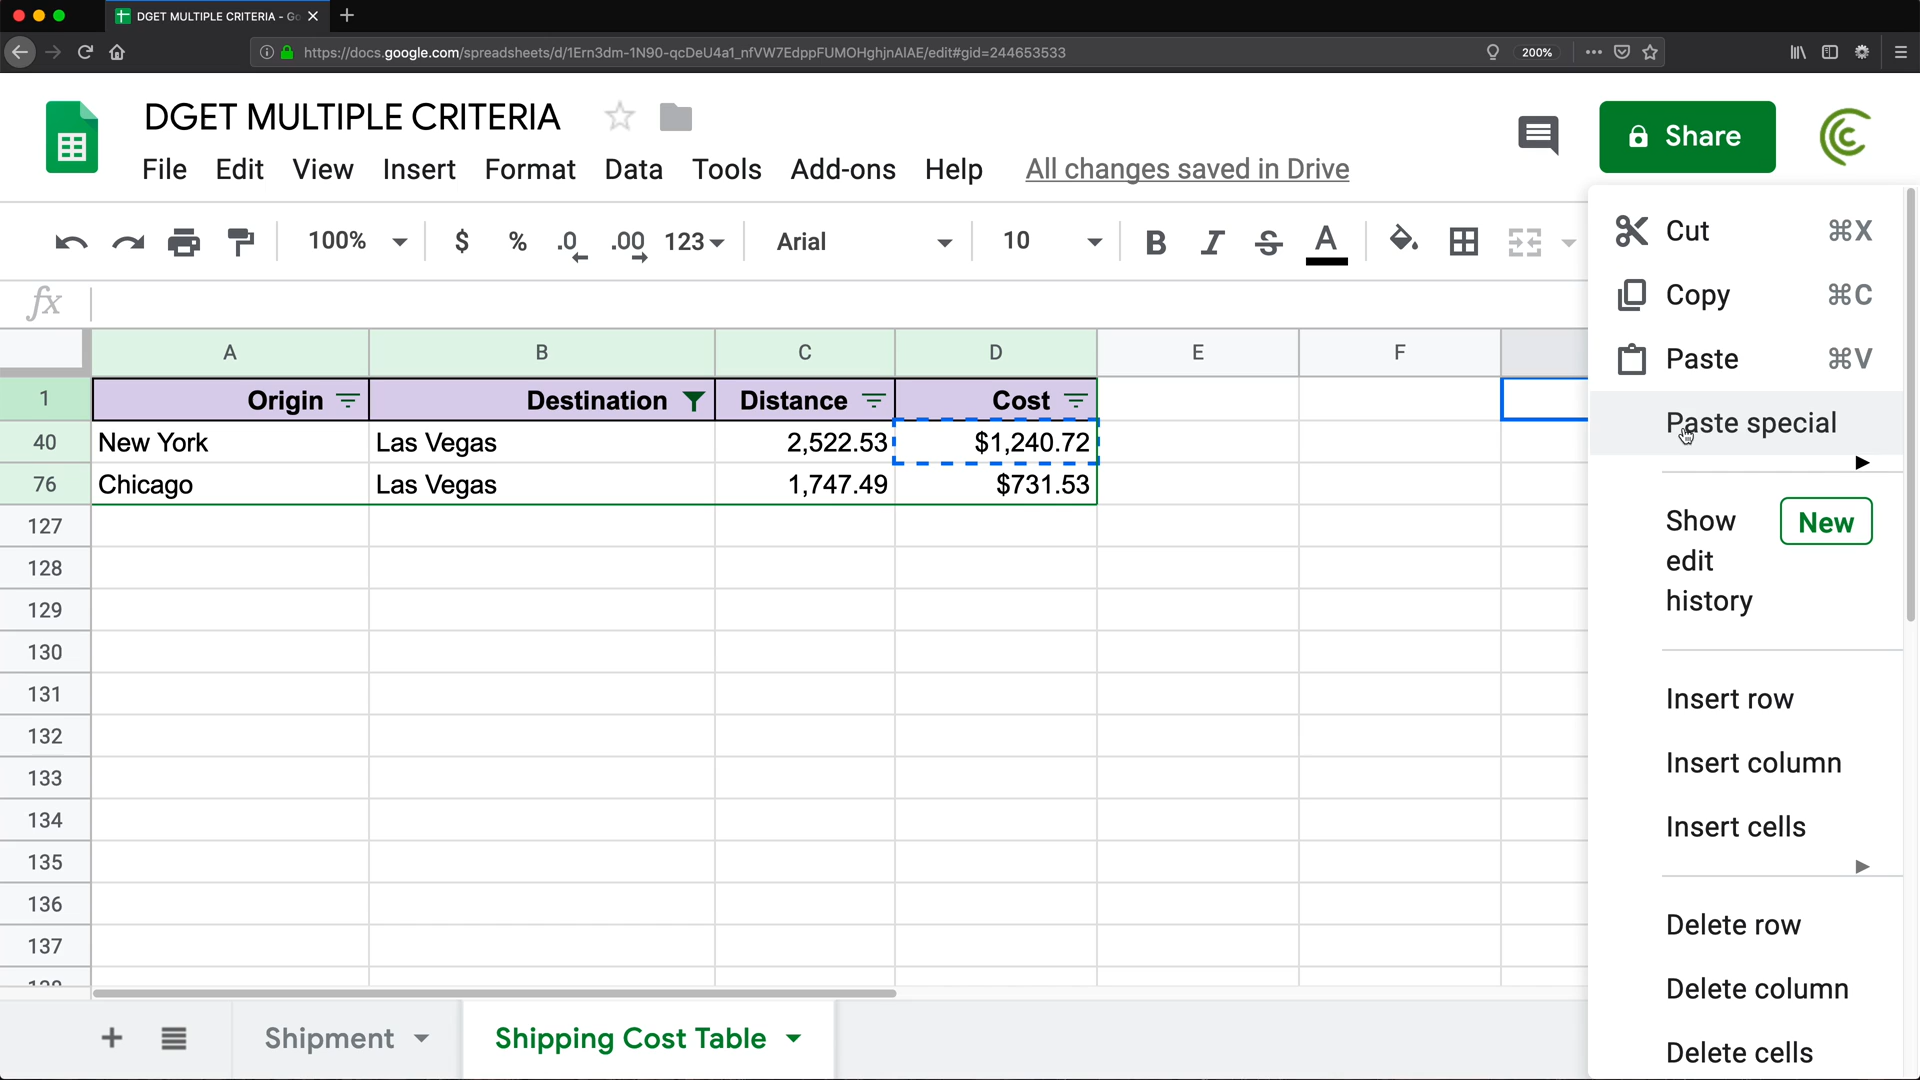 DGET MULTIPLE CRITERIA - Go
https://docs.google.com/spreadsheets/d/1Ern3dm-1N90-qcDeU4a1_nfVW7EdppFUMOHghjnAlAE/edit#gid=244653533
200%
DGET MULTIPLE CRITERIA
Share
File Edit View Insert Format Data Tools Add-ons Help All changes saved in Drive
100% $ % .0 .00 123 Arial 10 B I S A
fx
A B C D E F
1 Origin Destination Distance Cost
40 New York Las Vegas 2,522.53 $1,240.72
76 Chicago Las Vegas 1,747.49 $731.53
127
128
129
130
131
132
133
134
135
136
137
Cut ⌘X
Copy ⌘C
Paste ⌘V
Paste special
Show edit history New
Insert row
Insert column
Insert cells
Delete row
Delete column
Delete cells
Shipment Shipping Cost Table